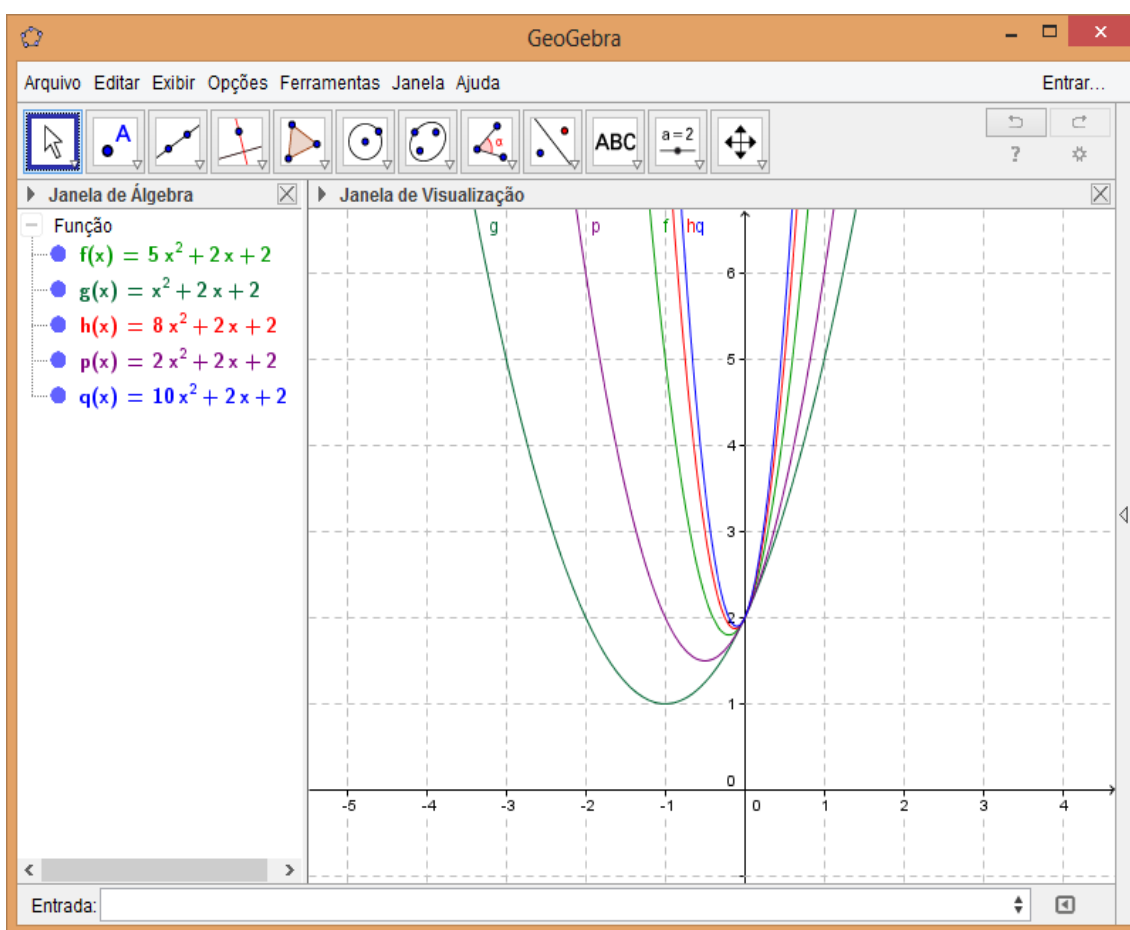 GeoGebra
Arquivo Editar Exibir Opções Ferramentas Janela Ajuda Entrar...
A ABC a = 2 ?
Janela de Álgebra
Função
f(x) = 5 x² + 2 x + 2
g(x) = x² + 2 x + 2
h(x) = 8 x² + 2 x + 2
p(x) = 2 x² + 2 x + 2
q(x) = 10 x² + 2 x + 2
Janela de Visualização
g p f h q
6
5
4
3
2
1
0
-5 -4 -3 -2 -1 0 1 2 3 4
Entrada: